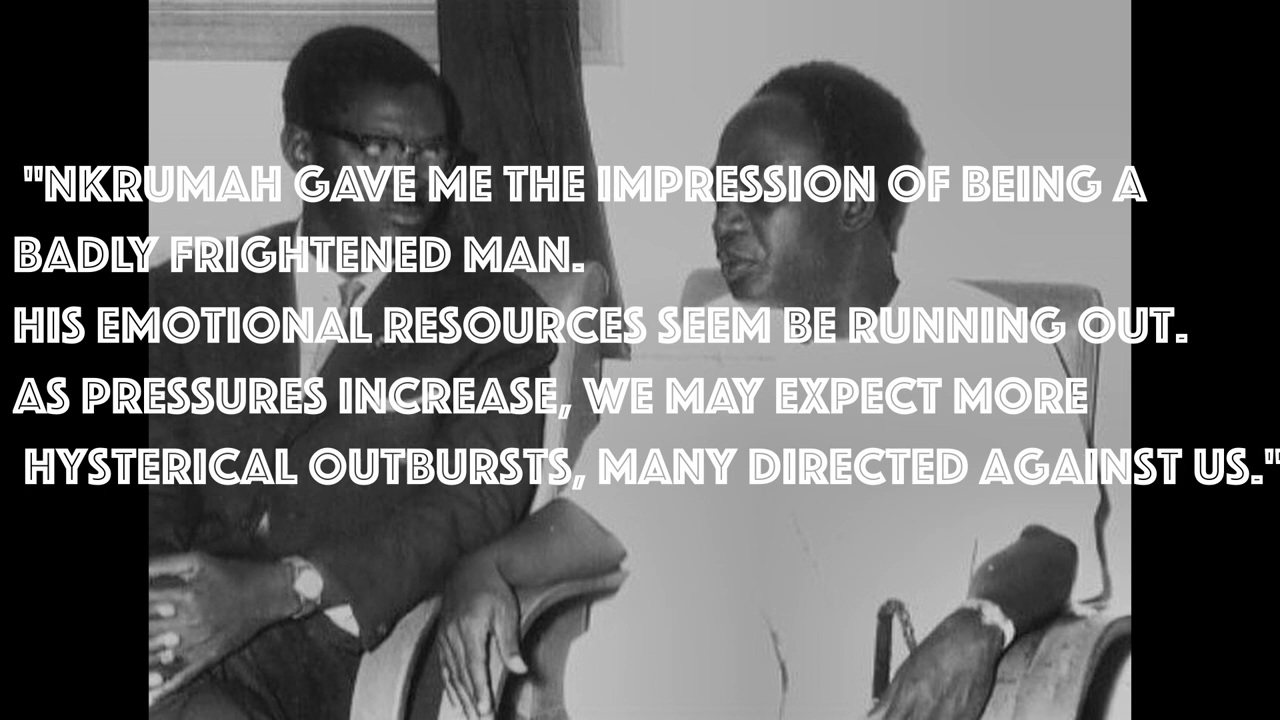 "NKRUMAH GAVE ME THE IMPRESSION OF BEING A
BADLY FRIGHTENED MAN.
HIS EMOTIONAL RESOURCES SEEM BE RUNNING OUT.
AS PRESSURES INCREASE, WE MAY EXPECT MORE
HYSTERICAL OUTBURSTS, MANY DIRECTED AGAINST US."